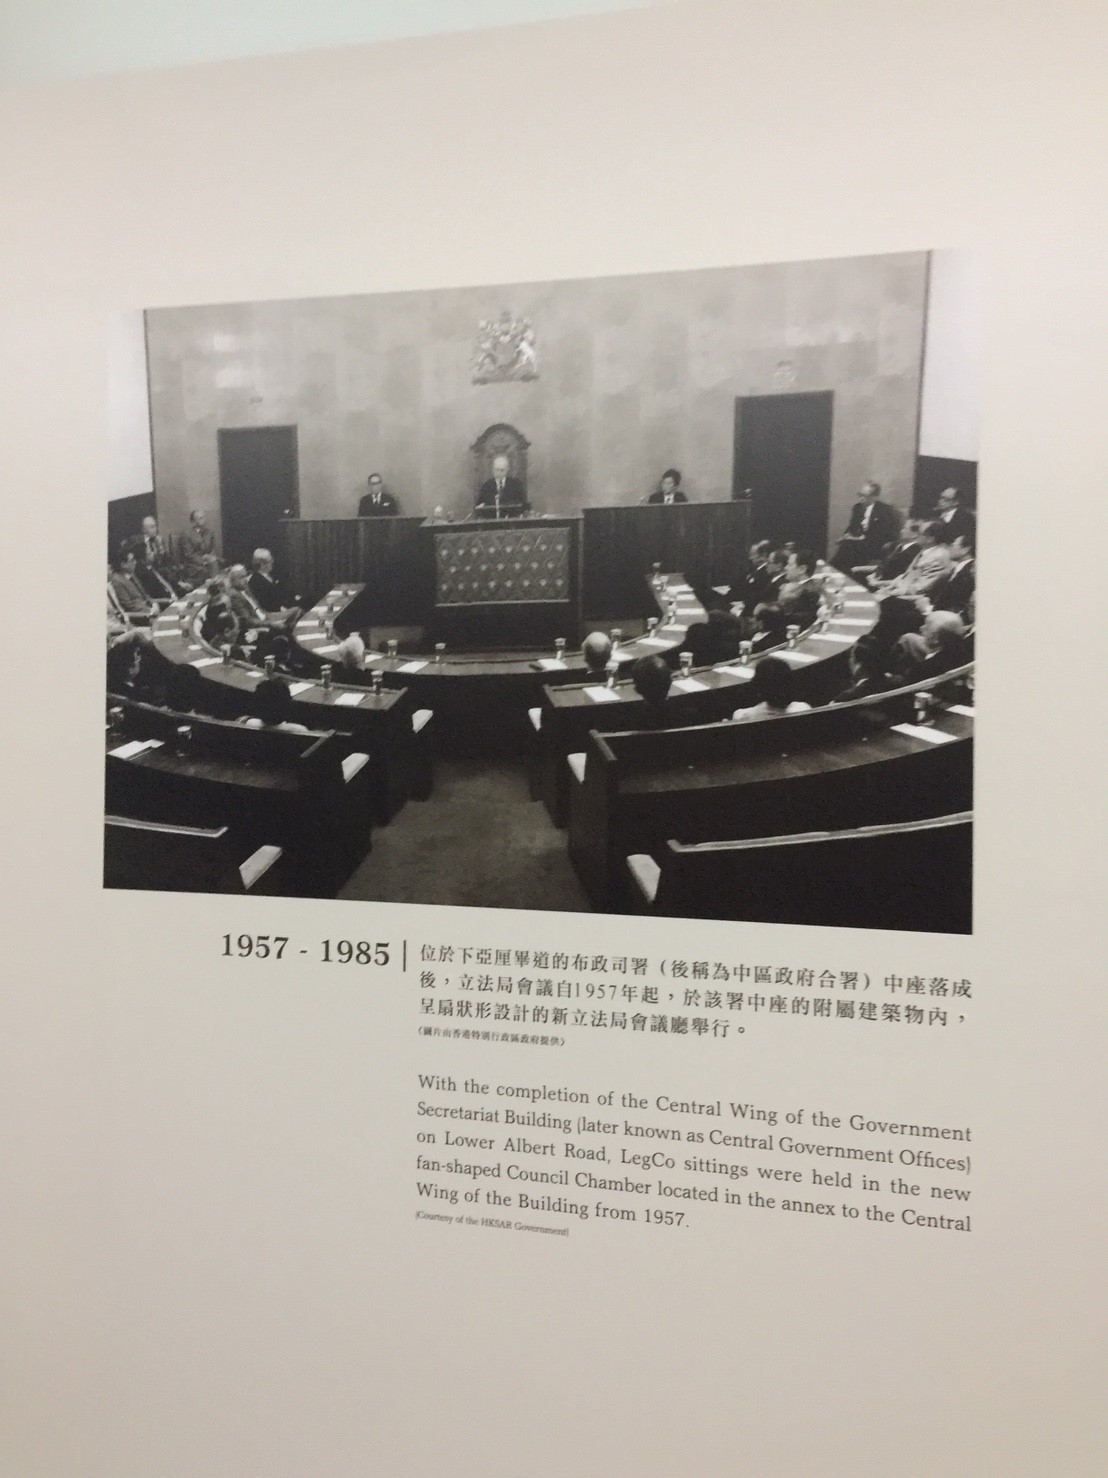 1957 - 1985
位於下亞厘畢道的布政司署（後稱為中區政府合署）中座落成
後，立法局會議自1957年起，於該署中座的附屬建築物內，
呈扇狀形設計的新立法局會議廳舉行。
（圖片由香港特別行政區政府提供）
With the completion of the Central Wing of the Government
Secretariat Building (later known as Central Government Offices)
on Lower Albert Road, LegCo sittings were held in the new
fan-shaped Council Chamber located in the annex to the Central
Wing of the Building from 1957.
(Courtesy of the HKSAR Government)